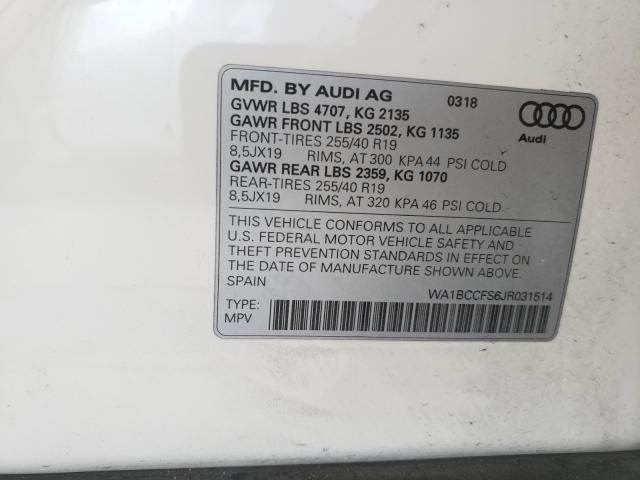 MFD. BY AUDI AG 0318
GVWR LBS 4707, KG 2135
GAWR FRONT LBS 2502, KG 1135
FRONT-TIRES 255/40 R19
8,5JX19 RIMS, AT 300 KPA 44 PSI COLD
GAWR REAR LBS 2359, KG 1070
REAR-TIRES 255/40 R19
8,5JX19 RIMS, AT 320 KPA 46 PSI COLD
Audi
THIS VEHICLE CONFORMS TO ALL APPLICABLE
U.S. FEDERAL MOTOR VEHICLE SAFETY AND
THEFT PREVENTION STANDARDS IN EFFECT ON
THE DATE OF MANUFACTURE SHOWN ABOVE.
SPAIN
WA1BCCFS6JR031514
TYPE:
MPV